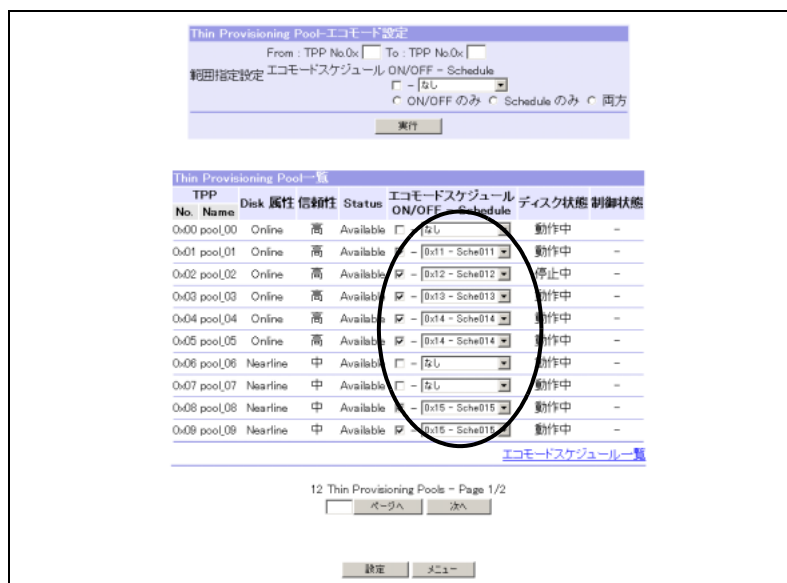 Thin Provisioning Pool-エコモード設定
From : TPP No.0x To : TPP No.0x
範囲指定設定 エコモードスケジュール ON/OFF - Schedule
- なし
ON/OFF のみ Schedule のみ 両方
実行
Thin Provisioning Pool一覧
TPP Disk 属性 信頼性 Status エコモードスケジュール ディスク状態 制御状態
No. Name ON/OFF - Schedule
0x00 pool_00 Online 高 Available - なし 動作中 -
0x01 pool_01 Online 高 Available - 0x11 - Sche011 動作中 -
0x02 pool_02 Online 高 Available - 0x12 - Sche012 停止中 -
0x03 pool_03 Online 高 Available - 0x13 - Sche013 動作中 -
0x04 pool_04 Online 高 Available - 0x14 - Sche014 動作中 -
0x05 pool_05 Online 高 Available - 0x14 - Sche014 動作中 -
0x06 pool_06 Nearline 中 Available - なし 動作中 -
0x07 pool_07 Nearline 中 Available - なし 動作中 -
0x08 pool_08 Nearline 中 Available - 0x15 - Sche015 動作中 -
0x09 pool_09 Nearline 中 Available - 0x15 - Sche015 動作中 -
エコモードスケジュール一覧
12 Thin Provisioning Pools - Page 1/2
ページへ 次へ
設定 メニュー